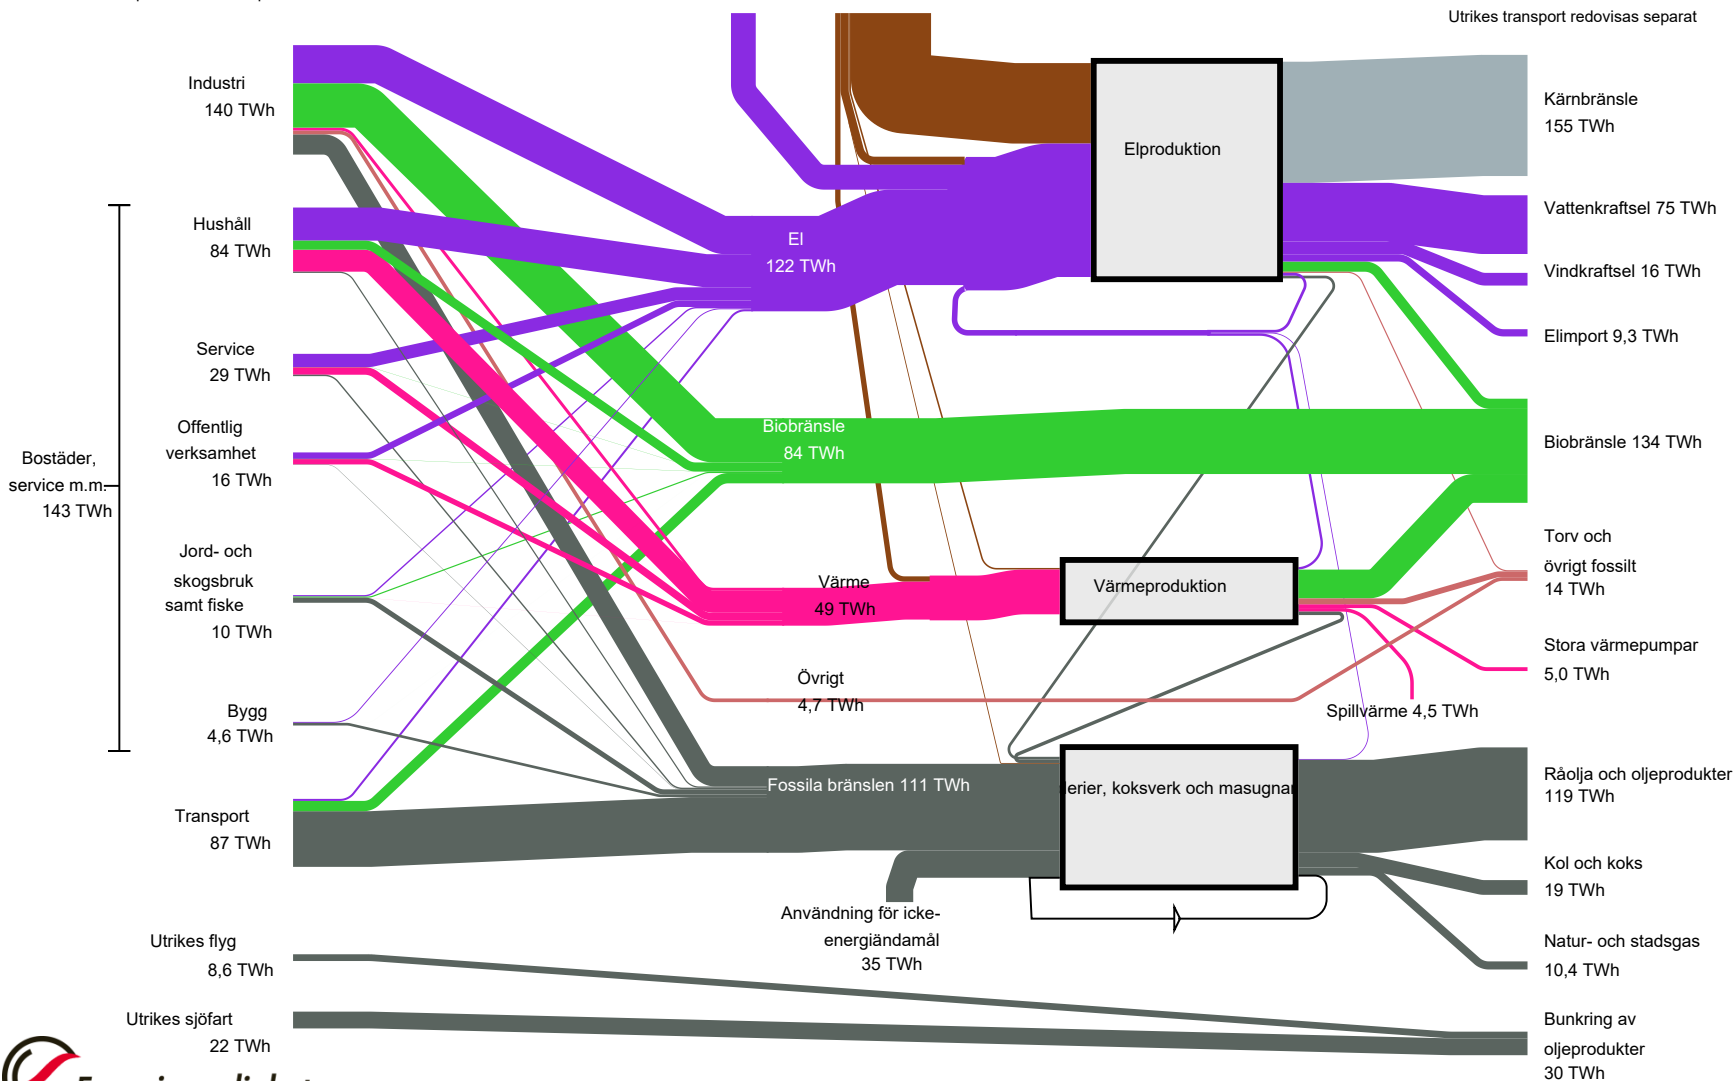 Utrikes transport redovisas separat
Industri
140 TWh
Hushåll
84 TWh
Service
29 TWh
Offentlig
verksamhet
16 TWh
Bostäder,
service m.m.
143 TWh
Jord- och
skogsbruk
samt fiske
10 TWh
Bygg
4,6 TWh
Transport
87 TWh
Utrikes flyg
8,6 TWh
Utrikes sjöfart
22 TWh
El
122 TWh
Biobränsle
84 TWh
Värme
49 TWh
Övrigt
4,7 TWh
Fossila bränslen 111 TWh
Användning för icke-
energiändamål
35 TWh
Elproduktion
Värmeproduktion
koksverk och masugnar
Spillvärme 4,5 TWh
Kärnbränsle
155 TWh
Vattenkraftsel 75 TWh
Vindkraftsel 16 TWh
Elimport 9,3 TWh
Biobränsle 134 TWh
Torv och
övrigt fossilt
14 TWh
Stora värmepumpar
5,0 TWh
Råolja och oljeprodukter
119 TWh
Kol och koks
19 TWh
Natur- och stadsgas
10,4 TWh
Bunkring av
oljeprodukter
30 TWh